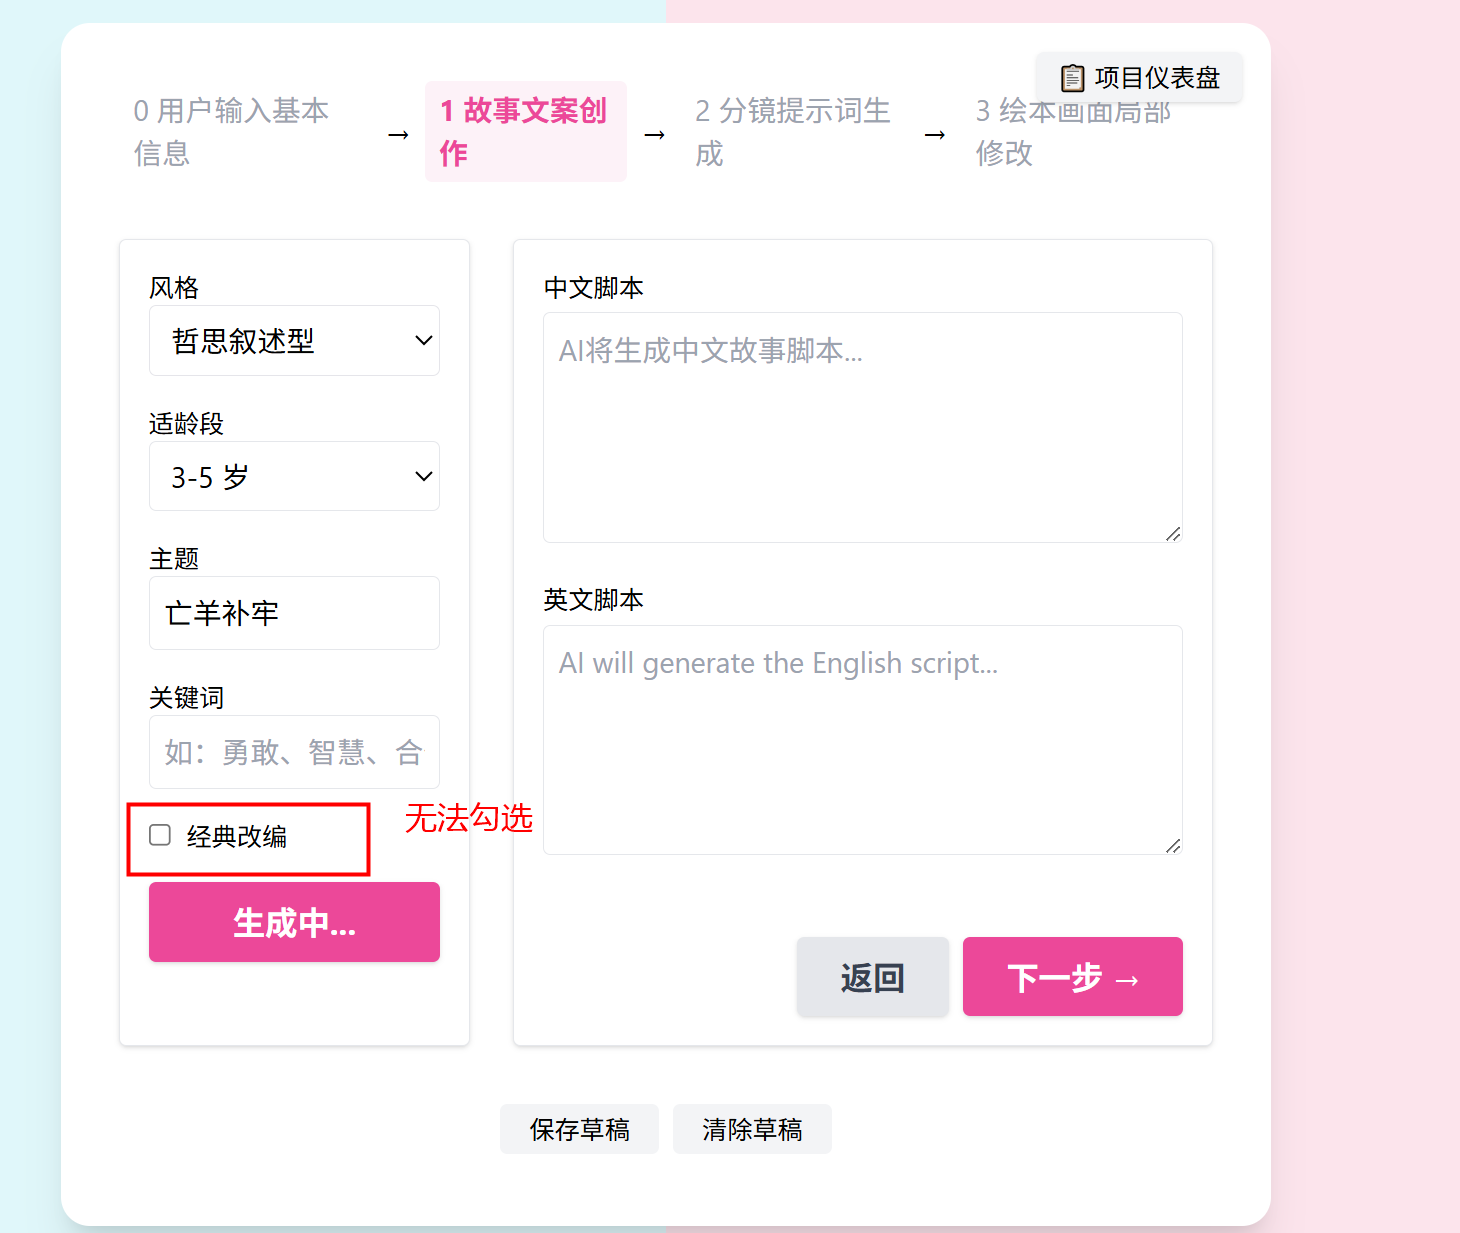 📋 项目仪表盘
0 用户输入基本
信息
→
1 故事文案创
作
→
2 分镜提示词生
成
→
3 绘本画面局部
修改
风格
哲思叙述型
适龄段
3-5 岁
主题
亡羊补牢
关键词
如：勇敢、智慧、合
经典改编
无法勾选
生成中...
中文脚本
AI将生成中文故事脚本...
英文脚本
AI will generate the English script...
返回
下一步 →
保存草稿
清除草稿